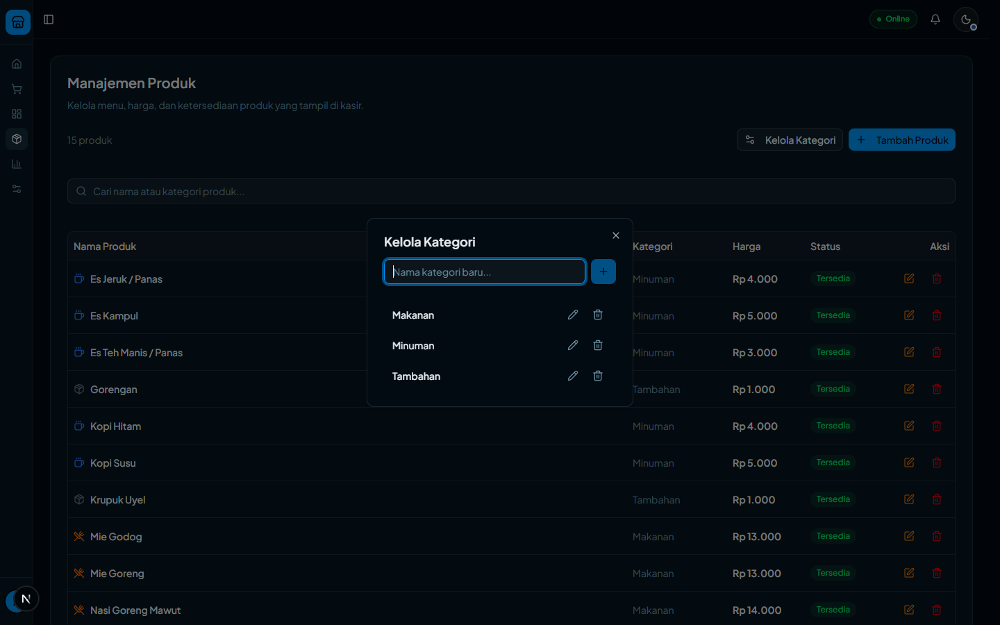 Online
Manajemen Produk
Kelola menu, harga, dan ketersediaan produk yang tampil di kasir.
15 produk
Kelola Kategori
Tambah Produk
Cari nama atau kategori produk...
Kelola Kategori
Nama kategori baru...
Makanan
Minuman
Tambahan
Nama Produk Kategori Harga Status Aksi
Es Jeruk / Panas Minuman Rp 4.000 Tersedia
Es Kampul Minuman Rp 5.000 Tersedia
Es Teh Manis / Panas Minuman Rp 3.000 Tersedia
Gorengan Tambahan Rp 1.000 Tersedia
Kopi Hitam Minuman Rp 4.000 Tersedia
Kopi Susu Minuman Rp 5.000 Tersedia
Krupuk Uyel Tambahan Rp 1.000 Tersedia
Mie Godog Makanan Rp 13.000 Tersedia
Mie Goreng Makanan Rp 13.000 Tersedia
Nasi Goreng Mawut Makanan Rp 14.000 Tersedia
N